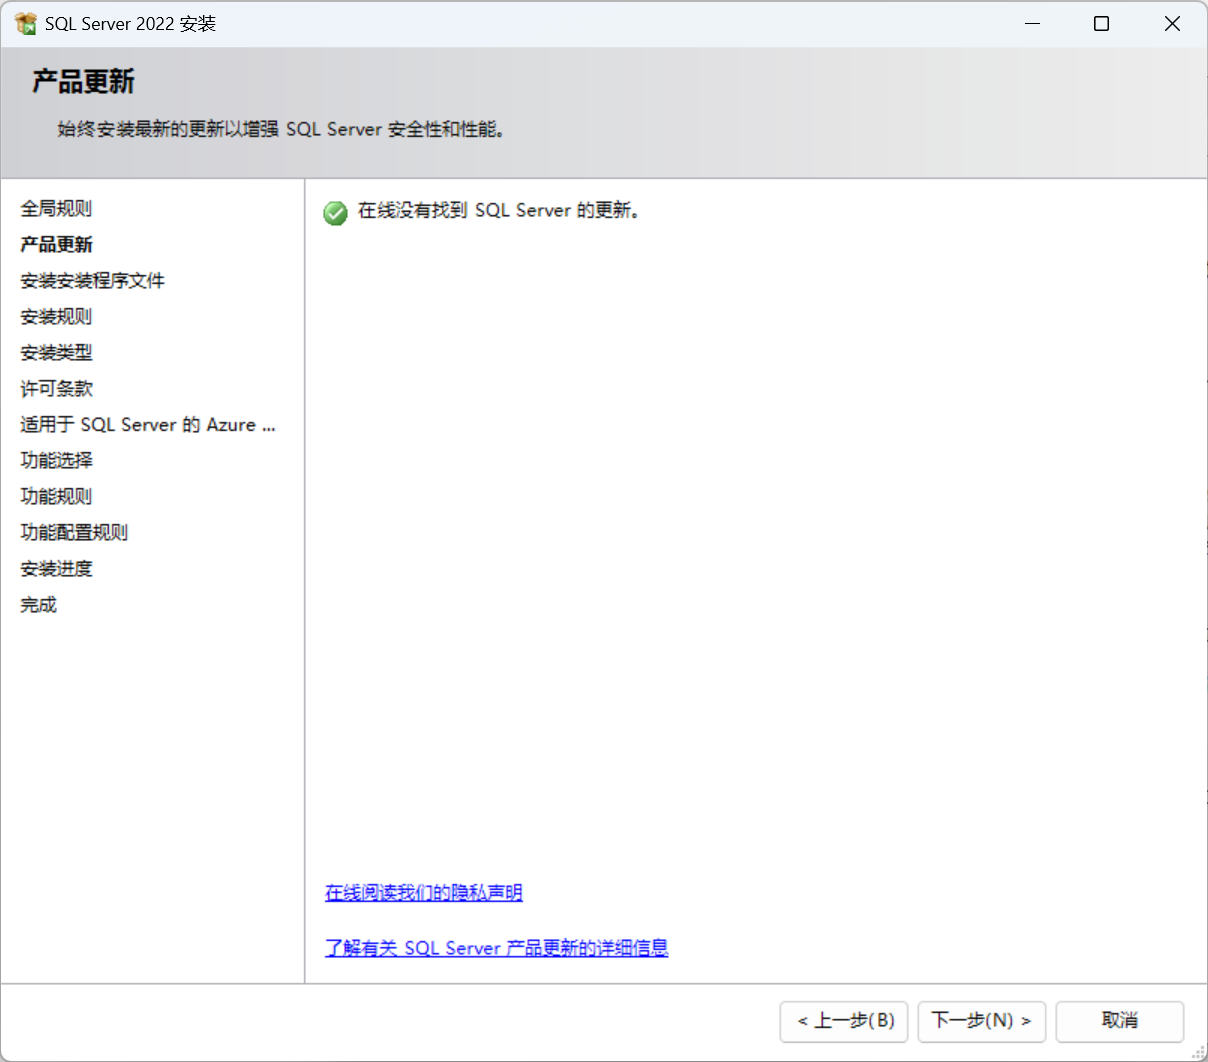 SQL Server 2022 安装
产品更新
始终安装最新的更新以增强 SQL Server 安全性和性能。
全局规则
产品更新
安装安装程序文件
安装规则
安装类型
许可条款
适用于 SQL Server 的 Azure ...
功能选择
功能规则
功能配置规则
安装进度
完成
在线没有找到 SQL Server 的更新。
在线阅读我们的隐私声明
了解有关 SQL Server 产品更新的详细信息
< 上一步(B)
下一步(N) >
取消